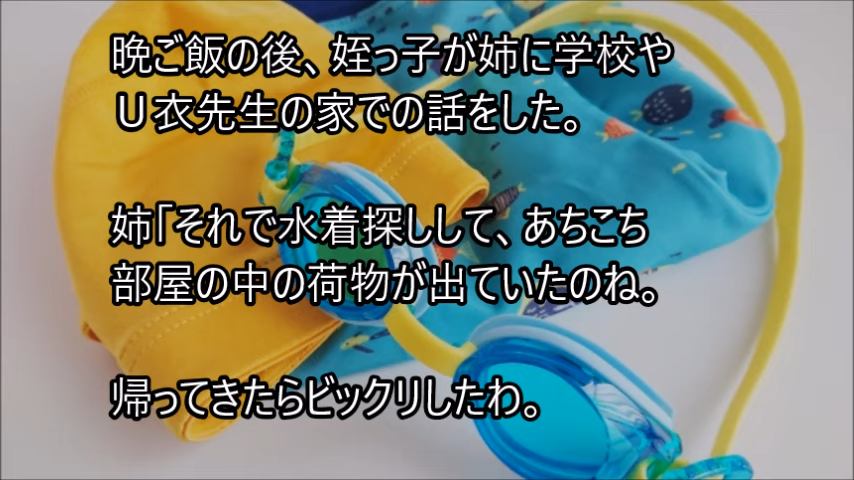 晩ご飯の後、姪っ子が姉に学校や
Ｕ衣先生の家での話をした。
姉「それで水着探しして、あちこち
部屋の中の荷物が出ていたのね。
帰ってきたらビックリしたわ。